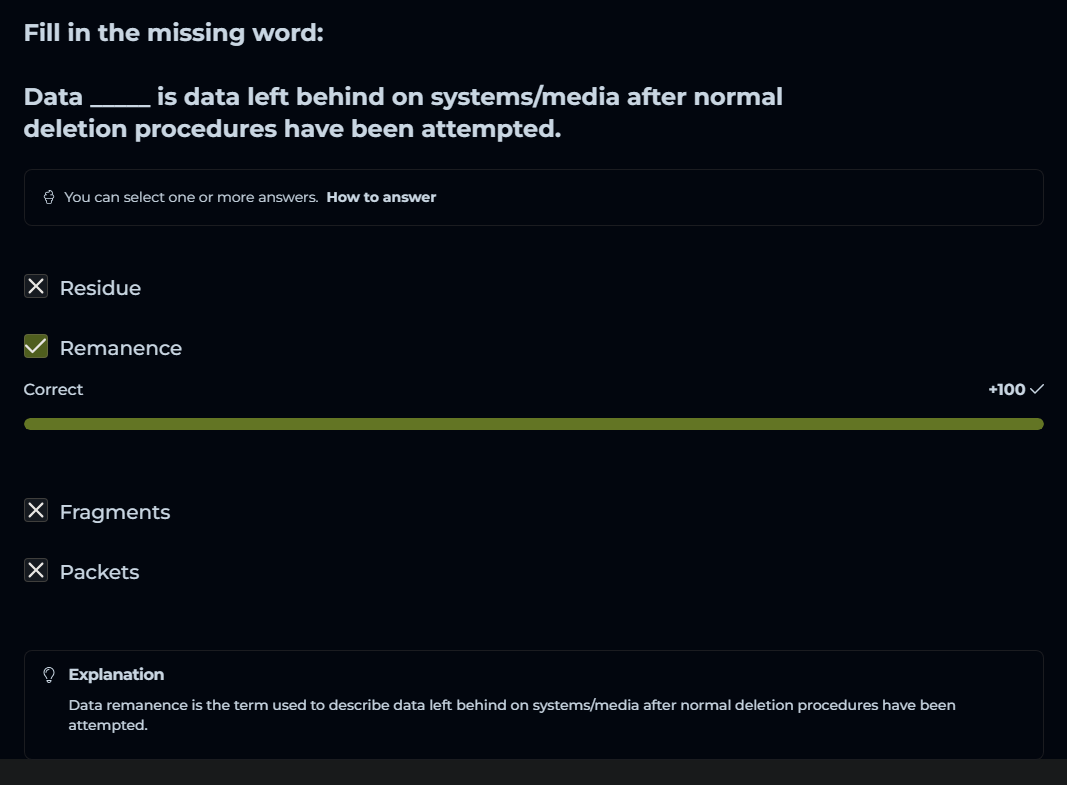 Fill in the missing word:
Data _____ is data left behind on systems/media after normal
deletion procedures have been attempted.
You can select one or more answers. How to answer
Residue
Remanence
Correct
+100
Fragments
Packets
Explanation
Data remanence is the term used to describe data left behind on systems/media after normal deletion procedures have been
attempted.